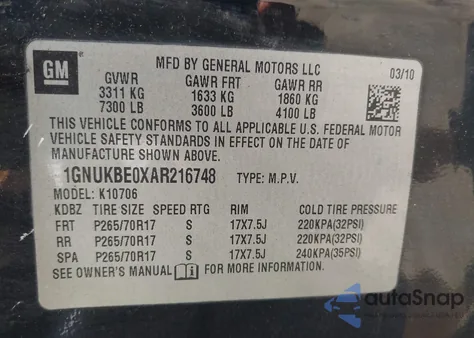 GM
MFD BY GENERAL MOTORS LLC
03/10
GVWR GAWR FRT GAWR RR
3311 KG 1633 KG 1860 KG
7300 LB 3600 LB 4100 LB
THIS VEHICLE CONFORMS TO ALL APPLICABLE U.S. FEDERAL MOTOR
VEHICLE SAFETY STANDARDS IN EFFECT ON THE DATE OF
MANUFACTURE SHOWN ABOVE.
1GNUKBE0XAR216748 TYPE: M.P.V.
MODEL: K10706
KDBZ TIRE SIZE SPEED RTG RIM COLD TIRE PRESSURE
FRT P265/70R17 S 17X7.5J 220KPA(32PSI)
RR P265/70R17 S 17X7.5J 220KPA(32PSI)
SPA P265/70R17 S 17X7.5J 240KPA(35PSI)
SEE OWNER'S MANUAL FOR MORE INFORMATION.
autoSnap